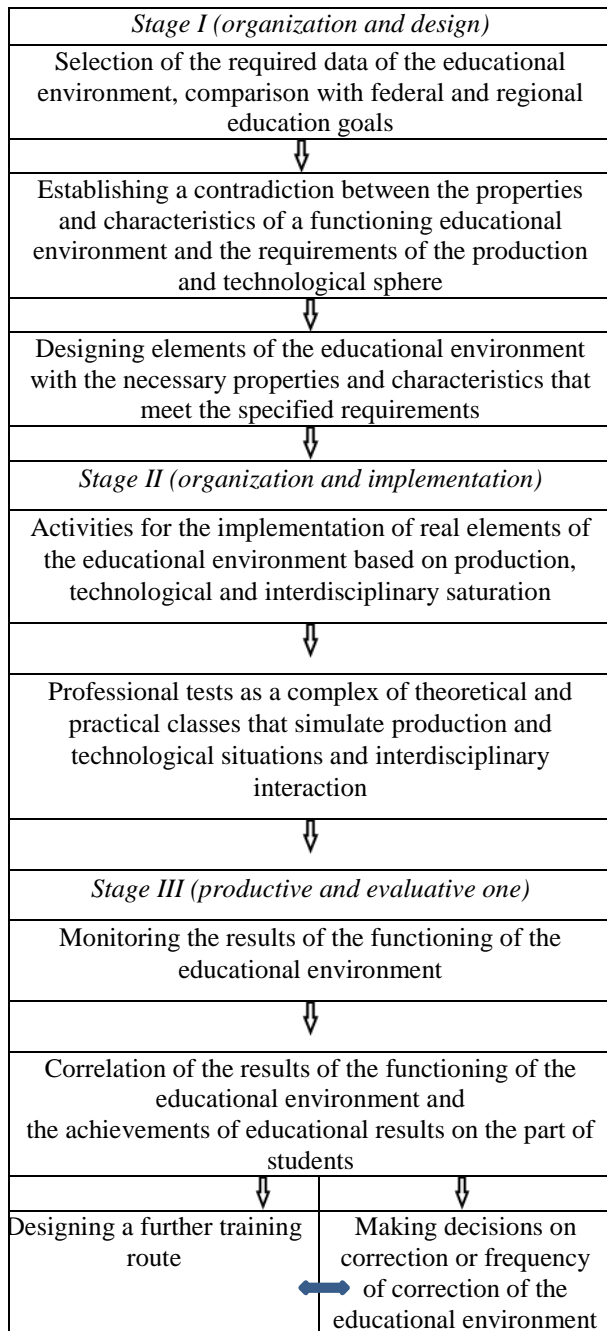 Stage I (organization and design)
Selection of the required data of the educational
environment, comparison with federal and regional
education goals
Establishing a contradiction between the properties
and characteristics of a functioning educational
environment and the requirements of the production
and technological sphere
Designing elements of the educational environment
with the necessary properties and characteristics that
meet the specified requirements
Stage II (organization and implementation)
Activities for the implementation of real elements of
the educational environment based on production,
technological and interdisciplinary saturation
Professional tests as a complex of theoretical and
practical classes that simulate production and
technological situations and interdisciplinary
interaction
Stage III (productive and evaluative one)
Monitoring the results of the functioning of the
educational environment
Correlation of the results of the functioning of the
educational environment and
the achievements of educational results on the part of
students
Designing a further training
route
Making decisions on
correction or frequency
of correction of the
educational environment